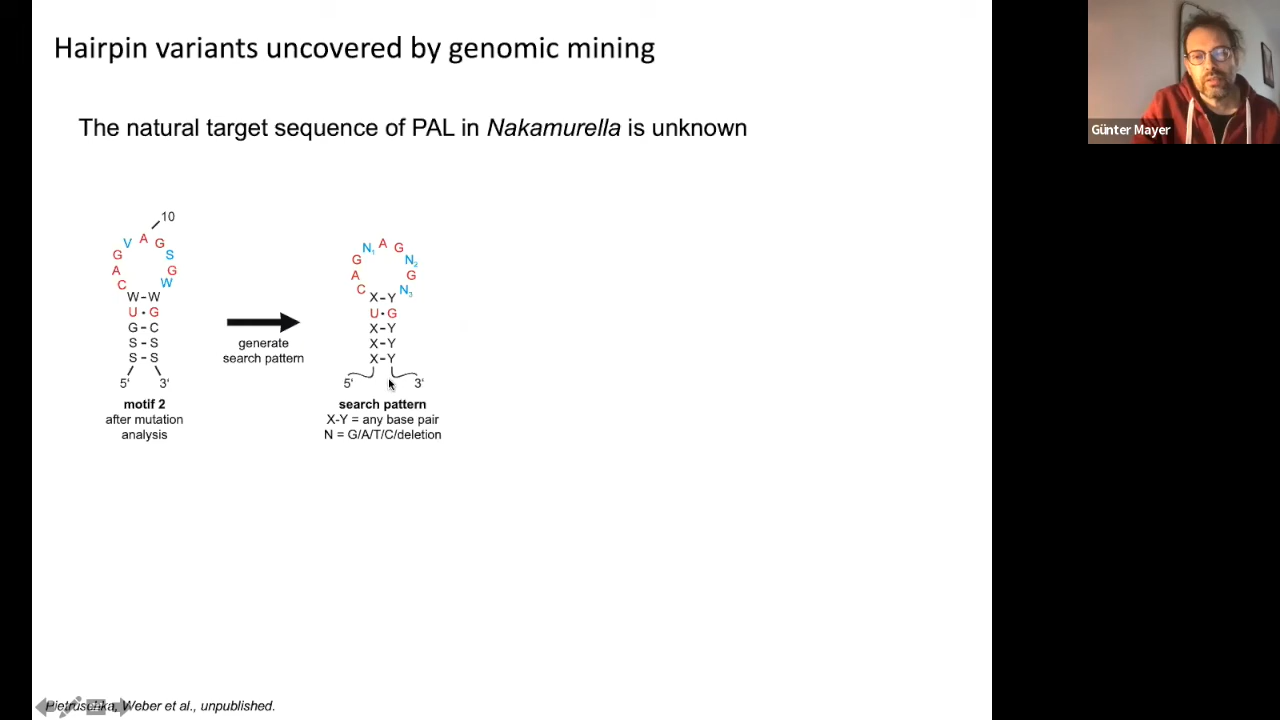 Hairpin variants uncovered by genomic mining
Günter Mayer
The natural target sequence of PAL in Nakamurella is unknown
10
V A G
G S
A G
C W
W-W
U·G
G-C
S-S
S-S
5' 3'
motif 2
after mutation
analysis
generate
search pattern
N1 A G
G N2
A G
C N3
X-Y
U·G
X-Y
X-Y
X-Y
5' 3'
search pattern
X-Y = any base pair
N = G/A/T/C/deletion
Pietruschka, Weber et al., unpublished.